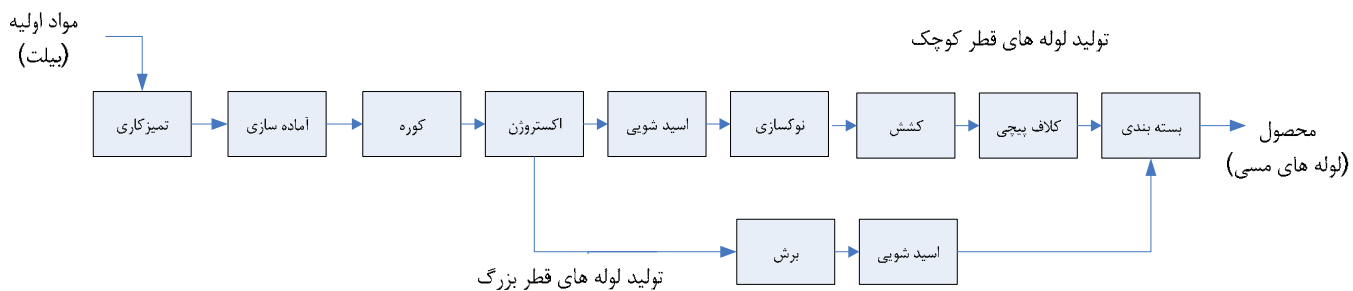 مواد اولیه
(بیلت)
تولید لوله های قطر کوچک
تمیزکاری
آماده سازی
کوره
اکستروژن
اسید شویی
نوکسازی
کشش
کلاف پیچی
بسته بندی
محصول
(لوله های مسی)
برش
اسید شویی
تولید لوله های قطر بزرگ